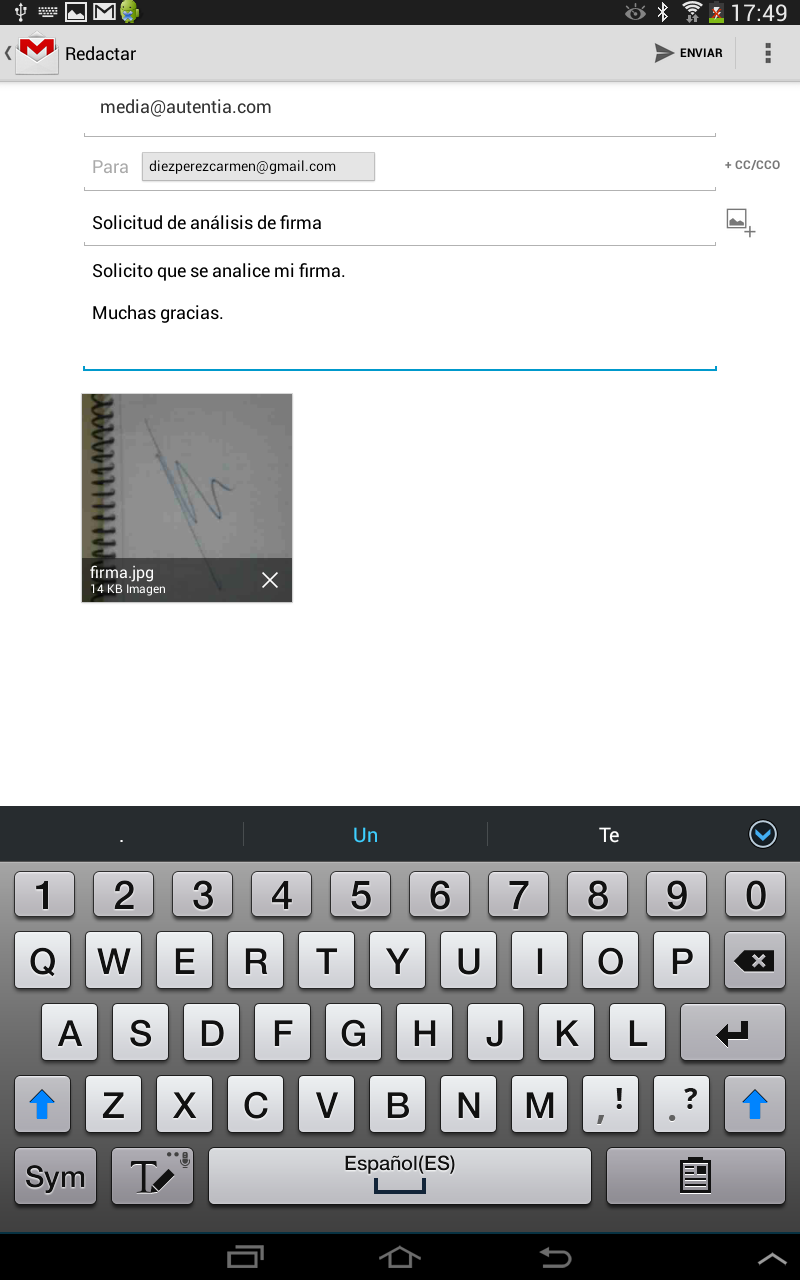 17:49
Redactar
ENVIAR
media@autentia.com
Para diezperezcarmen@gmail.com + CC/CCO
Solicitud de análisis de firma
Solicito que se analice mi firma.
Muchas gracias.
firma.jpg
14 KB Imagen
. Un Te
1 2 3 4 5 6 7 8 9 0
Q W E R T Y U I O P
A S D F G H J K L
Z X C V B N M , ! . ?
Sym T Español(ES)